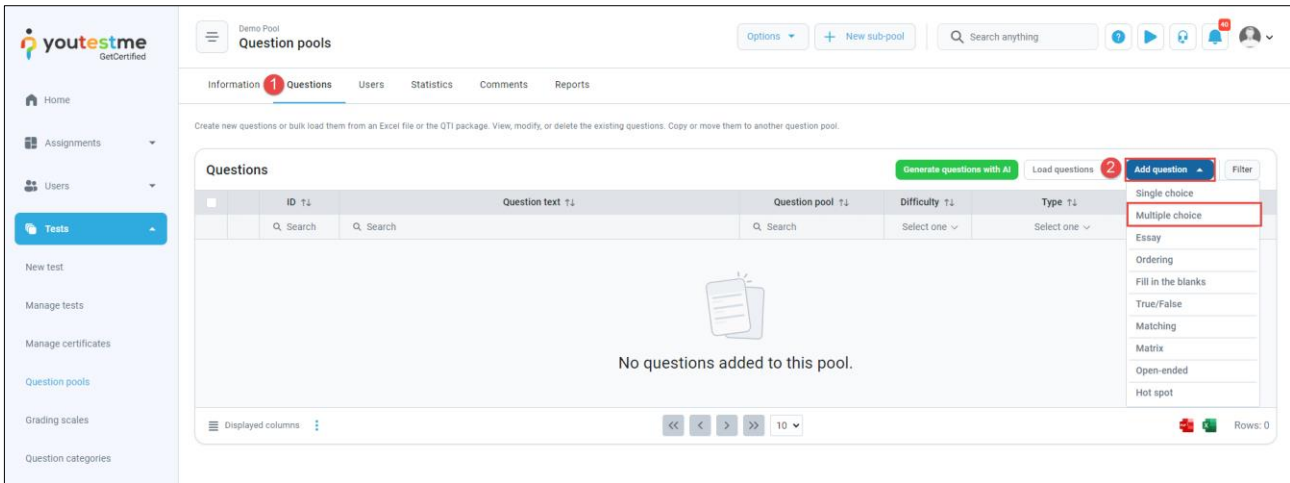 youtestme
GetCertified
Home
Assignments
Users
Tests
New test
Manage tests
Manage certificates
Question pools
Grading scales
Question categories
Demo Pool
Question pools
Options
+ New sub-pool
Search anything
?
40
Information 1 Questions Users Statistics Comments Reports
Create new questions or bulk load them from an Excel file or the QTI package. View, modify, or delete the existing questions. Copy or move them to another question pool.
Questions
Generate questions with AI
Load questions
2
Add question
Filter
ID Question text Question pool Difficulty Type
Search Search Search Select one Select one
Single choice
Multiple choice
Essay
Ordering
Fill in the blanks
True/False
Matching
Matrix
Open-ended
Hot spot
No questions added to this pool.
Displayed columns
<< < > >> 10
Rows: 0